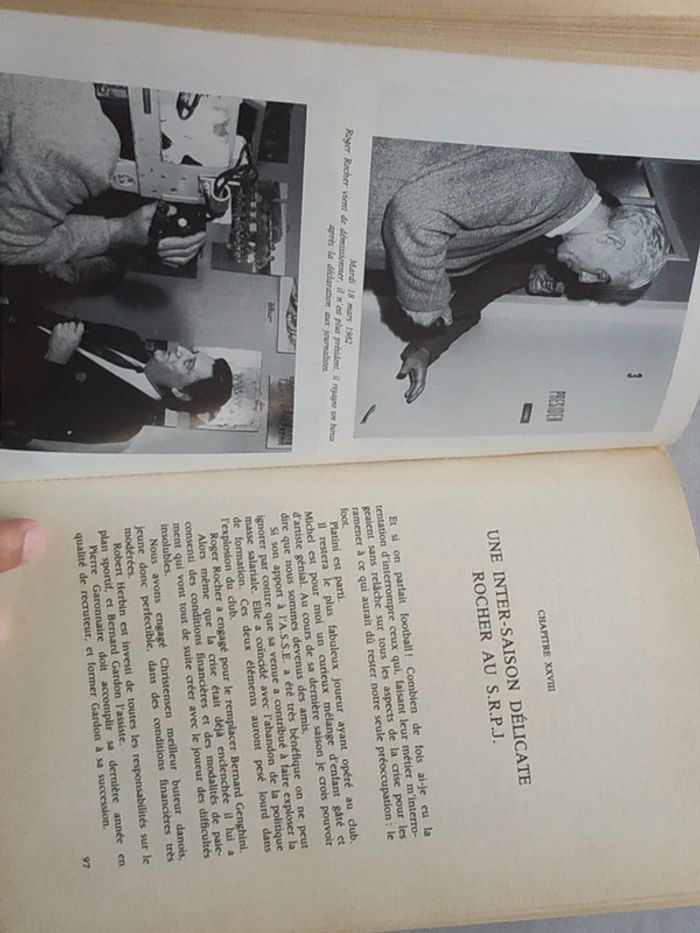 3
PRESIDEN
Mardi 18 mars 1982.
Roger Rocher vient de démissionner, il n'est plus président, il regagne son bureau
après la déclaration aux journalistes.
CHAPITRE XXVIII
UNE INTER-SAISON DÉLICATE
ROCHER AU S.R.P.J.
Et si on parlait football! Combien de fois ai-je eu la
tentation d'interrompre ceux qui, faisant leur métier m'interro-
geaient sans relâche sur tous les aspects de la crise pour les
ramener à ce qui aurait dû rester notre seule préoccupation : le
foot.
Platini est parti.
Il restera le plus fabuleux joueur ayant opéré au club.
Michel est pour moi un curieux mélange d'enfant gâté et
d'artiste génial. Au cours de sa dernière saison je crois pouvoir
dire que nous sommes devenus des amis.
Si son apport à l'A.S.S.E. a été très bénéfique on ne peut
ignorer par contre que sa venue a contribué à faire exploser la
masse salariale. Elle a coïncidé avec l'abandon de la politique
de formation. Ces deux éléments auront pesé lourd dans
l'explosion du club.
Roger Rocher a engagé pour le remplacer Bernard Genghini.
Alors même que la crise était déjà enclenchée il lui a
consenti des conditions financières et des modalités de paie-
ment qui vont tout de suite créer avec le joueur des difficultés
insolubles.
Nous avons engagé Christensen meilleur buteur danois,
jeune donc perfectible, dans des conditions financières très
modérées.
Robert Herbin est investi de toutes les responsabilités sur le
plan sportif, et Bernard Gardon l'assiste.
Pierre Garonnaire doit accomplir sa dernière année en
qualité de recruteur, et former Gardon à sa succession.
97